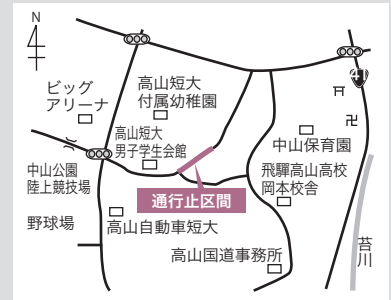 N
41
ビッグ
アリーナ
高山短大
付属幼稚園
高山短大
男子学生会館
中山保育園
中山公園
陸上競技場
飛騨高山高校
岡本校舎
通行止区間
野球場
高山自動車短大
高山国道事務所
苔川